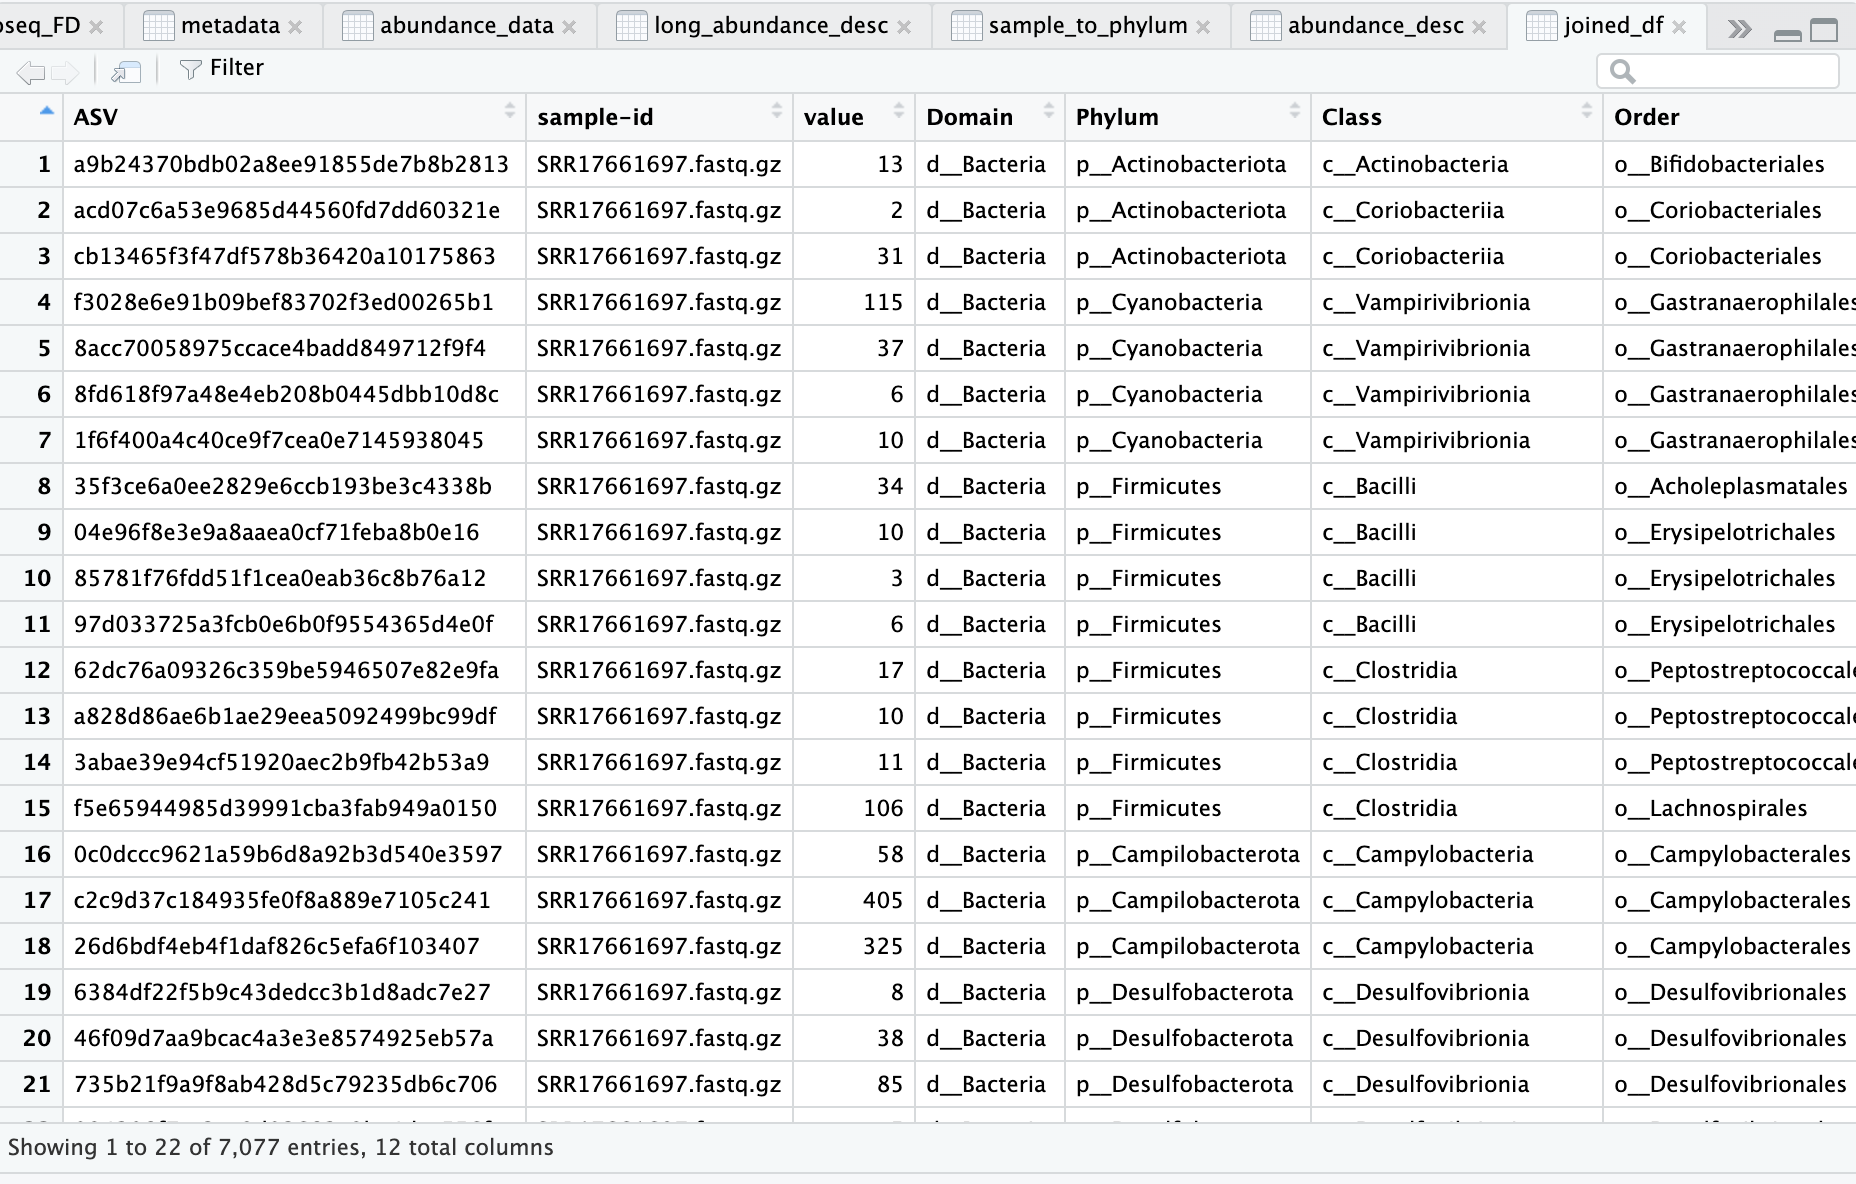 oseq_FD metadata abundance_data long_abundance_desc sample_to_phylum abundance_desc joined_df
Filter
ASV sample-id value Domain Phylum Class Order
1 a9b24370bdb02a8ee91855de7b8b2813 SRR17661697.fastq.gz 13 d__Bacteria p__Actinobacteriota c__Actinobacteria o__Bifidobacteriales
2 acd07c6a53e9685d44560fd7dd60321e SRR17661697.fastq.gz 2 d__Bacteria p__Actinobacteriota c__Coriobacteriia o__Coriobacteriales
3 cb13465f3f47df578b36420a10175863 SRR17661697.fastq.gz 31 d__Bacteria p__Actinobacteriota c__Coriobacteriia o__Coriobacteriales
4 f3028e6e91b09bef83702f3ed00265b1 SRR17661697.fastq.gz 115 d__Bacteria p__Cyanobacteria c__Vampirivibrionia o__Gastranaerophilales
5 8acc70058975ccace4badd849712f9f4 SRR17661697.fastq.gz 37 d__Bacteria p__Cyanobacteria c__Vampirivibrionia o__Gastranaerophilales
6 8fd618f97a48e4eb208b0445dbb10d8c SRR17661697.fastq.gz 6 d__Bacteria p__Cyanobacteria c__Vampirivibrionia o__Gastranaerophilales
7 1f6f400a4c40ce9f7cea0e7145938045 SRR17661697.fastq.gz 10 d__Bacteria p__Cyanobacteria c__Vampirivibrionia o__Gastranaerophilales
8 35f3ce6a0ee2829e6ccb193be3c4338b SRR17661697.fastq.gz 34 d__Bacteria p__Firmicutes c__Bacilli o__Acholeplasmatales
9 04e96f8e3e9a8aaea0cf71feba8b0e16 SRR17661697.fastq.gz 10 d__Bacteria p__Firmicutes c__Bacilli o__Erysipelotrichales
10 85781f76fdd51f1cea0eab36c8b76a12 SRR17661697.fastq.gz 3 d__Bacteria p__Firmicutes c__Bacilli o__Erysipelotrichales
11 97d033725a3fcb0e6b0f9554365d4e0f SRR17661697.fastq.gz 6 d__Bacteria p__Firmicutes c__Bacilli o__Erysipelotrichales
12 62dc76a09326c359be5946507e82e9fa SRR17661697.fastq.gz 17 d__Bacteria p__Firmicutes c__Clostridia o__Peptostreptococcale
13 a828d86ae6b1ae29eea5092499bc99df SRR17661697.fastq.gz 10 d__Bacteria p__Firmicutes c__Clostridia o__Peptostreptococcale
14 3abae39e94cf51920aec2b9fb42b53a9 SRR17661697.fastq.gz 11 d__Bacteria p__Firmicutes c__Clostridia o__Peptostreptococcale
15 f5e65944985d39991cba3fab949a0150 SRR17661697.fastq.gz 106 d__Bacteria p__Firmicutes c__Clostridia o__Lachnospirales
16 0c0dccc9621a59b6d8a92b3d540e3597 SRR17661697.fastq.gz 58 d__Bacteria p__Campilobacterota c__Campylobacteria o__Campylobacterales
17 c2c9d37c184935fe0f8a889e7105c241 SRR17661697.fastq.gz 405 d__Bacteria p__Campilobacterota c__Campylobacteria o__Campylobacterales
18 26d6bdf4eb4f1daf826c5efa6f103407 SRR17661697.fastq.gz 325 d__Bacteria p__Campilobacterota c__Campylobacteria o__Campylobacterales
19 6384df22f5b9c43dedcc3b1d8adc7e27 SRR17661697.fastq.gz 8 d__Bacteria p__Desulfobacterota c__Desulfovibrionia o__Desulfovibrionales
20 46f09d7aa9bcac4a3e3e8574925eb57a SRR17661697.fastq.gz 38 d__Bacteria p__Desulfobacterota c__Desulfovibrionia o__Desulfovibrionales
21 735b21f9a9f8ab428d5c79235db6c706 SRR17661697.fastq.gz 85 d__Bacteria p__Desulfobacterota c__Desulfovibrionia o__Desulfovibrionales
Showing 1 to 22 of 7,077 entries, 12 total columns